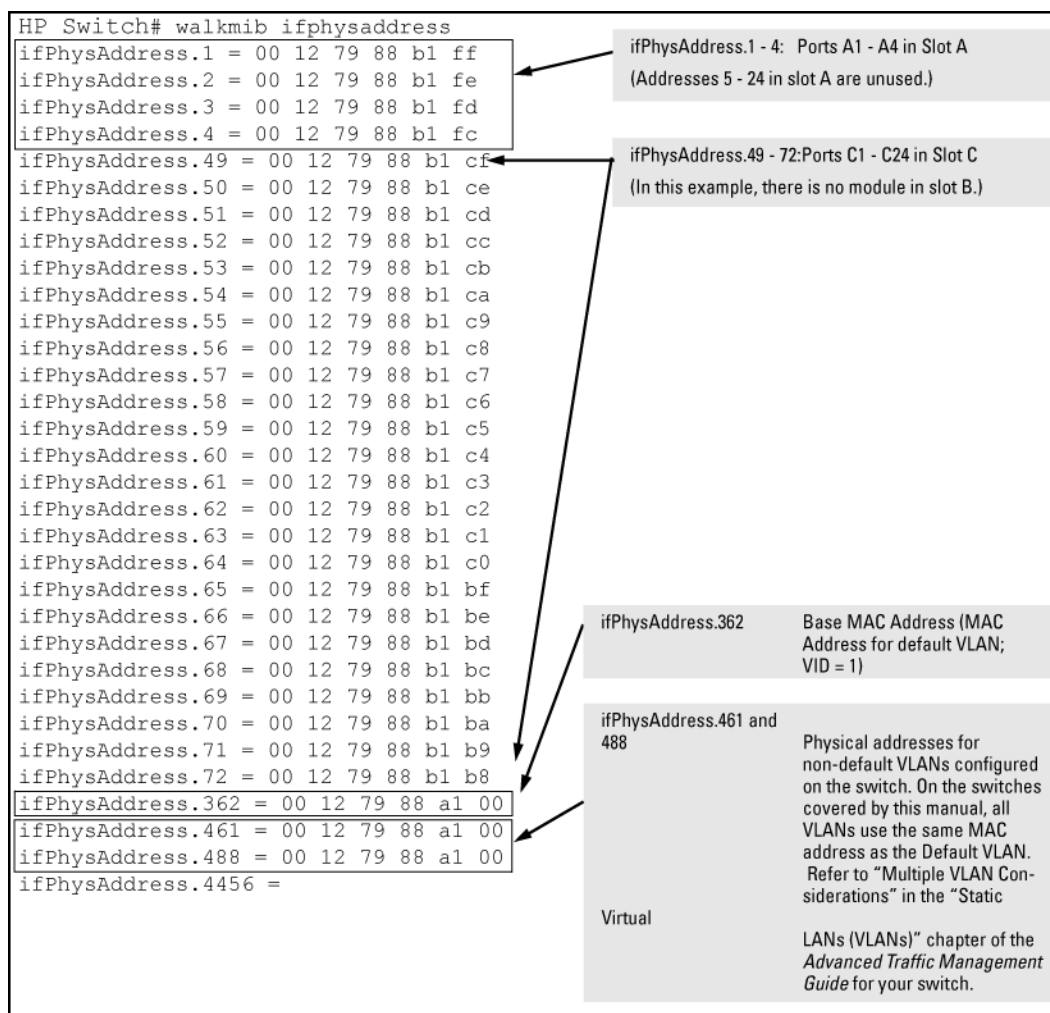 HP Switch# walkmib ifphysaddress
ifPhysAddress.1 = 00 12 79 88 b1 ff
ifPhysAddress.2 = 00 12 79 88 b1 fe
ifPhysAddress.3 = 00 12 79 88 b1 fd
ifPhysAddress.4 = 00 12 79 88 b1 fc
ifPhysAddress.49 = 00 12 79 88 b1 cf
ifPhysAddress.50 = 00 12 79 88 b1 ce
ifPhysAddress.51 = 00 12 79 88 b1 cd
ifPhysAddress.52 = 00 12 79 88 b1 cc
ifPhysAddress.53 = 00 12 79 88 b1 cb
ifPhysAddress.54 = 00 12 79 88 b1 ca
ifPhysAddress.55 = 00 12 79 88 b1 c9
ifPhysAddress.56 = 00 12 79 88 b1 c8
ifPhysAddress.57 = 00 12 79 88 b1 c7
ifPhysAddress.58 = 00 12 79 88 b1 c6
ifPhysAddress.59 = 00 12 79 88 b1 c5
ifPhysAddress.60 = 00 12 79 88 b1 c4
ifPhysAddress.61 = 00 12 79 88 b1 c3
ifPhysAddress.62 = 00 12 79 88 b1 c2
ifPhysAddress.63 = 00 12 79 88 b1 c1
ifPhysAddress.64 = 00 12 79 88 b1 c0
ifPhysAddress.65 = 00 12 79 88 b1 bf
ifPhysAddress.66 = 00 12 79 88 b1 be
ifPhysAddress.67 = 00 12 79 88 b1 bd
ifPhysAddress.68 = 00 12 79 88 b1 bc
ifPhysAddress.69 = 00 12 79 88 b1 bb
ifPhysAddress.70 = 00 12 79 88 b1 ba
ifPhysAddress.71 = 00 12 79 88 b1 b9
ifPhysAddress.72 = 00 12 79 88 b1 b8
ifPhysAddress.362 = 00 12 79 88 a1 00
ifPhysAddress.461 = 00 12 79 88 a1 00
ifPhysAddress.488 = 00 12 79 88 a1 00
ifPhysAddress.4456 =
ifPhysAddress.1 - 4: Ports A1 - A4 in Slot A
(Addresses 5 - 24 in slot A are unused.)
ifPhysAddress.49 - 72:Ports C1 - C24 in Slot C
(In this example, there is no module in slot B.)
ifPhysAddress.362 Base MAC Address (MAC
Address for default VLAN;
VID = 1)
ifPhysAddress.461 and
488 Physical addresses for
non-default VLANs configured
on the switch. On the switches
covered by this manual, all
VLANs use the same MAC
address as the Default VLAN.
Refer to “Multiple VLAN Con-
siderations” in the “Static
Virtual
LANs (VLANs)” chapter of the
Advanced Traffic Management
Guide for your switch.